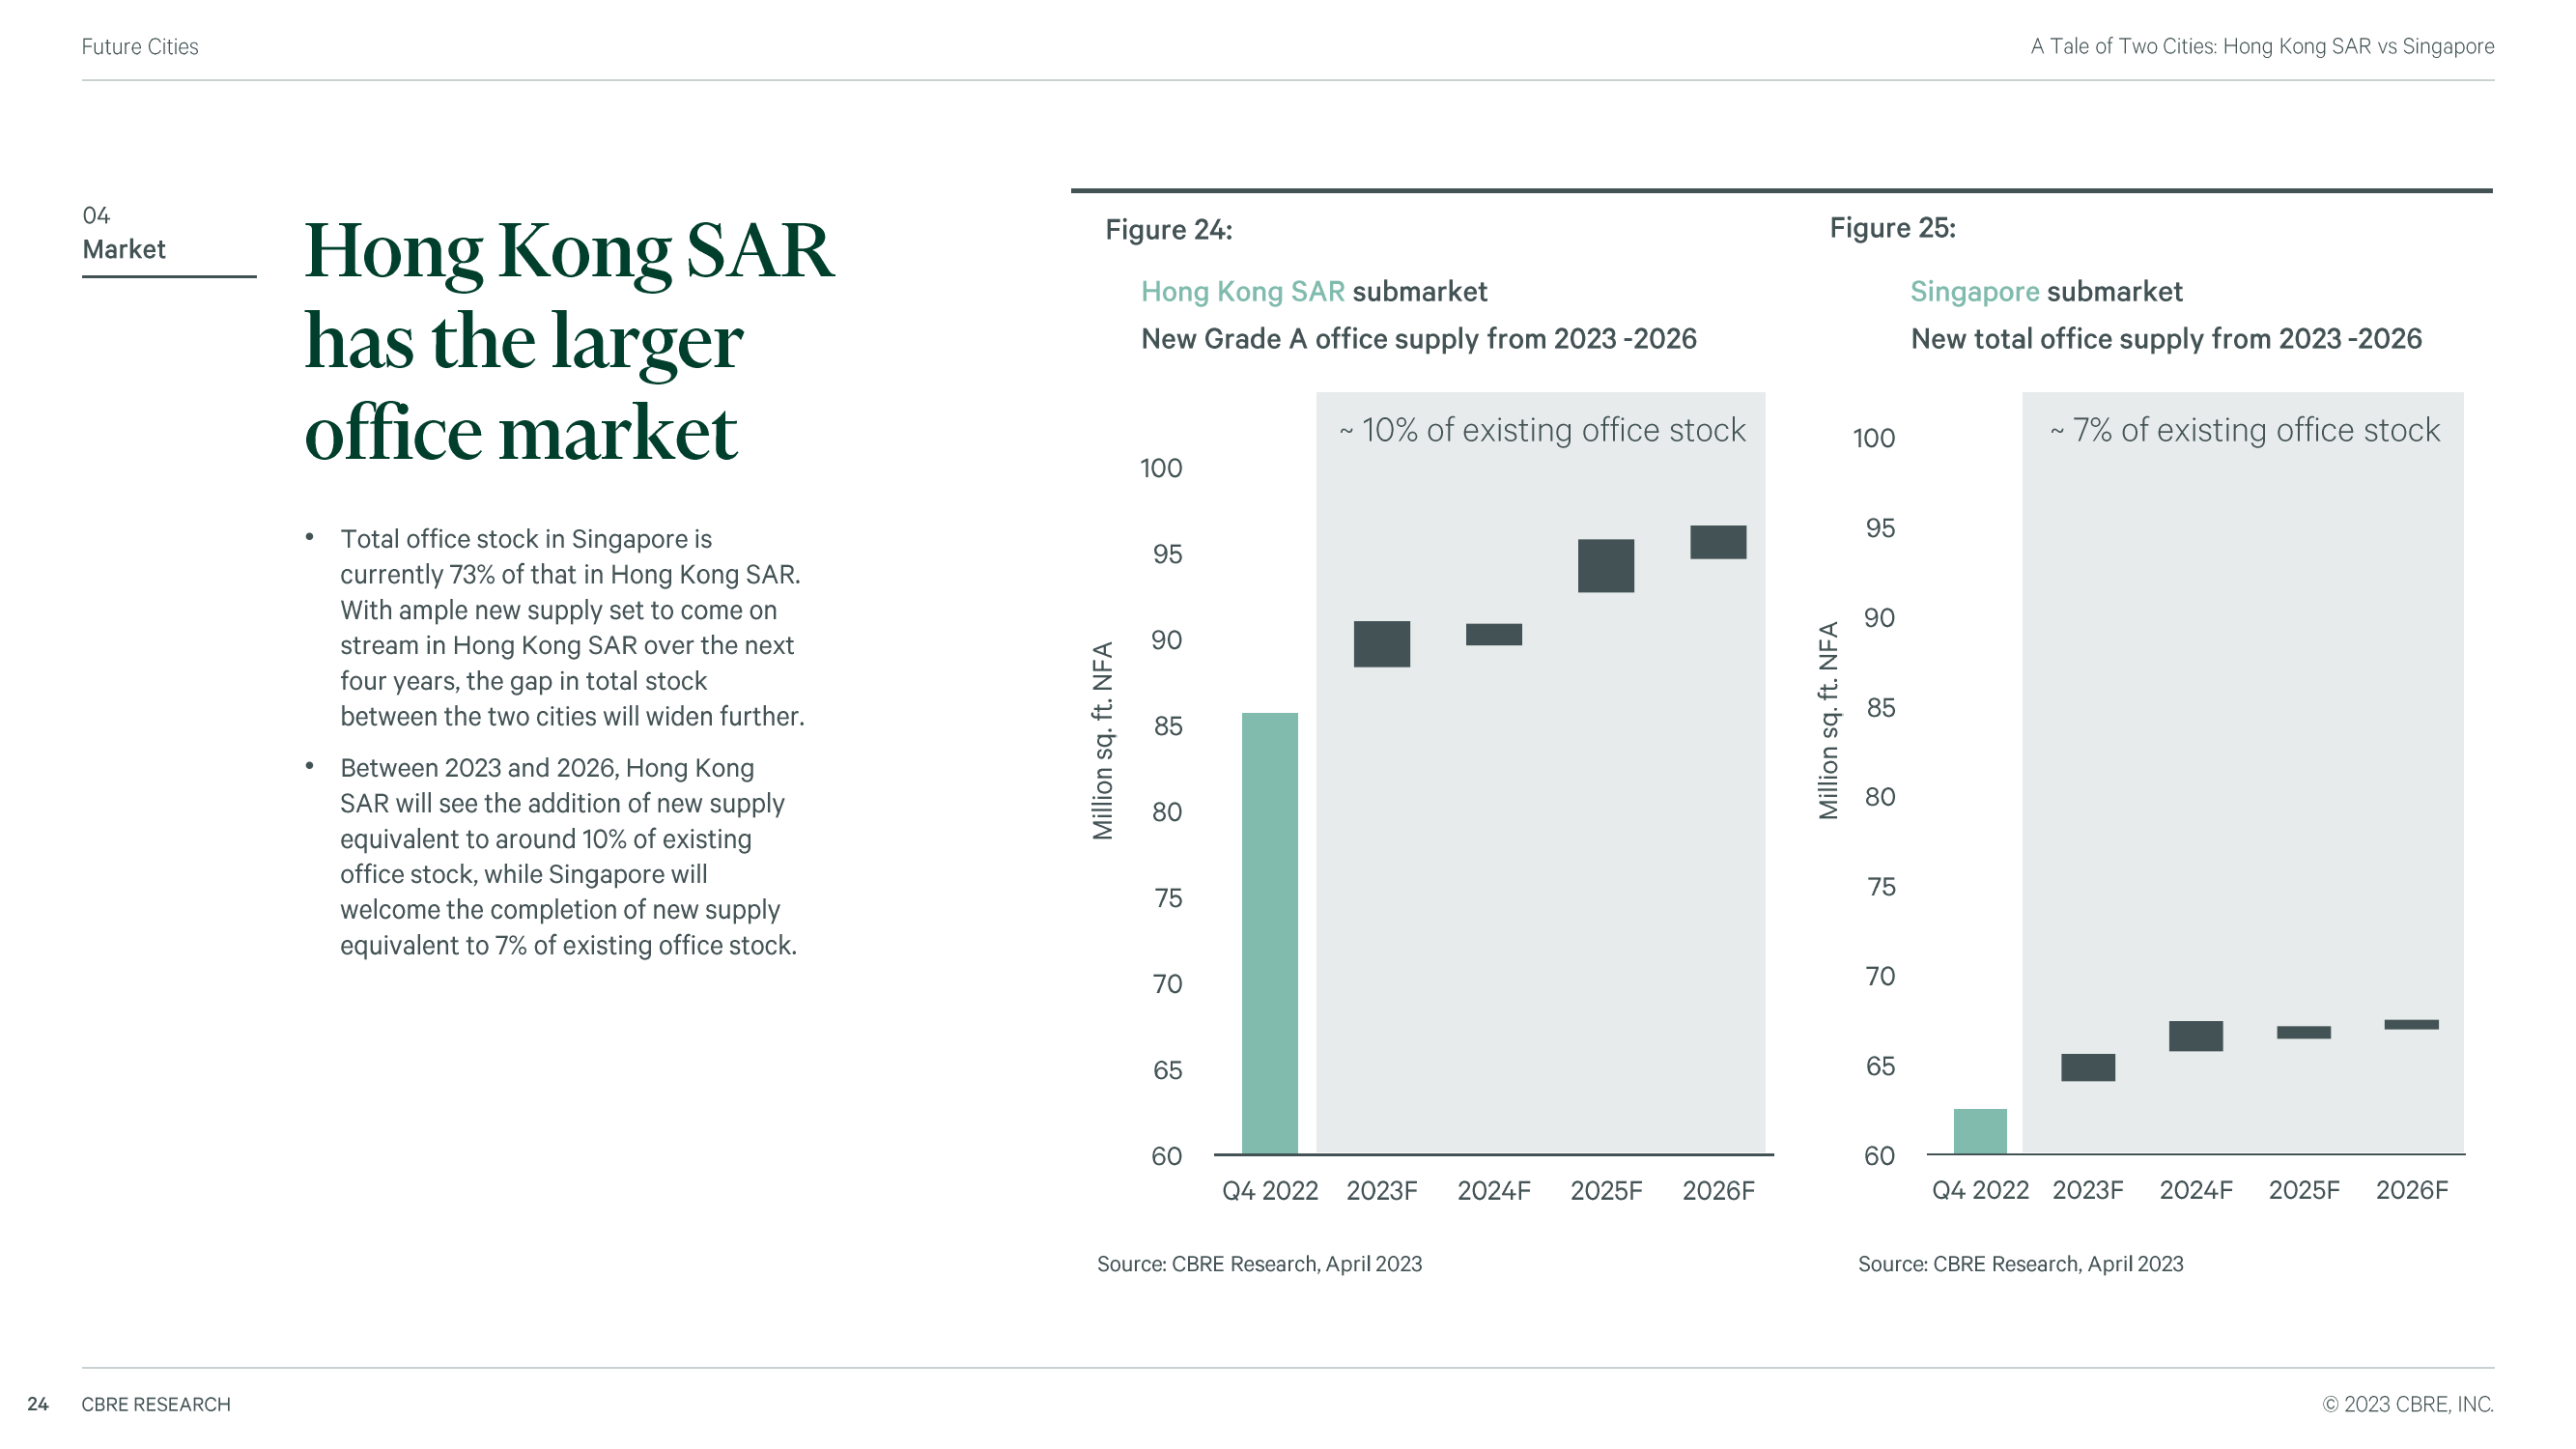 Future Cities
A Tale of Two Cities: Hong Kong SAR vs Singapore
04
Market
Hong Kong SAR
has the larger
office market
• Total office stock in Singapore is
currently 73% of that in Hong Kong SAR.
With ample new supply set to come on
stream in Hong Kong SAR over the next
four years, the gap in total stock
between the two cities will widen further.
• Between 2023 and 2026, Hong Kong
SAR will see the addition of new supply
equivalent to around 10% of existing
office stock, while Singapore will
welcome the completion of new supply
equivalent to 7% of existing office stock.
Figure 24:
Hong Kong SAR submarket
New Grade A office supply from 2023 -2026
~ 10% of existing office stock
Million sq. ft. NFA
100
95
90
85
80
75
70
65
60
Q4 2022 2023F 2024F 2025F 2026F
Source: CBRE Research, April 2023
Figure 25:
Singapore submarket
New total office supply from 2023 -2026
~ 7% of existing office stock
Million sq. ft. NFA
100
95
90
85
80
75
70
65
60
Q4 2022 2023F 2024F 2025F 2026F
Source: CBRE Research, April 2023
24 CBRE RESEARCH
© 2023 CBRE, INC.